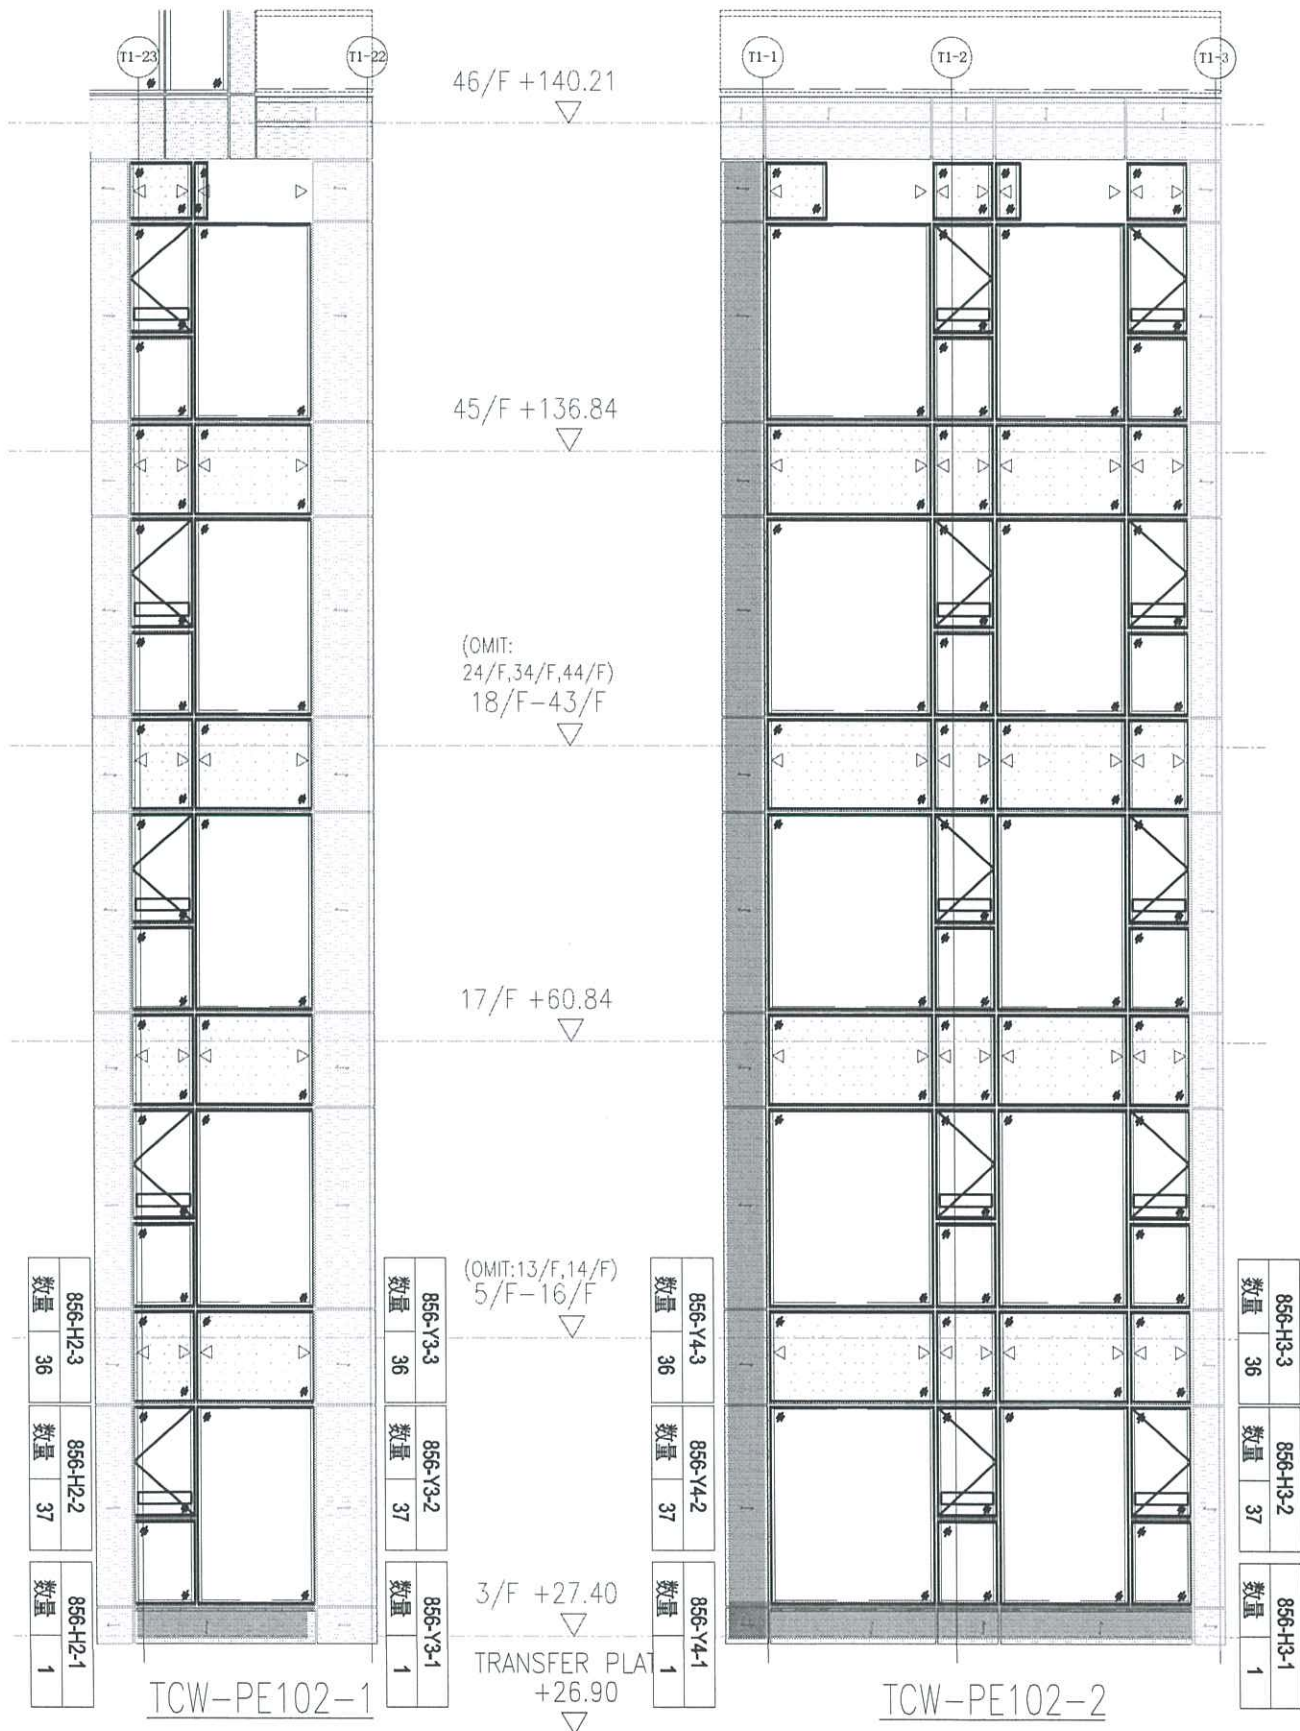 T1-23
T1-22
T1-1
T1-2
T1-3
46/F +140.21
45/F +136.84
(OMIT:
24/F,34/F,44/F)
18/F-43/F
17/F +60.84
(OMIT:13/F,14/F)
5/F-16/F
3/F +27.40
TRANSFER PLAT
+26.90
856-H2-3
数量 36
856-H2-2
数量 37
856-H2-1
数量 1
856-Y3-3
数量 36
856-Y3-2
数量 37
856-Y3-1
数量 1
856-Y4-3
数量 36
856-Y4-2
数量 37
856-Y4-1
数量 1
856-H3-3
数量 36
856-H3-2
数量 37
856-H3-1
数量 1
TCW-PE102-1
TCW-PE102-2